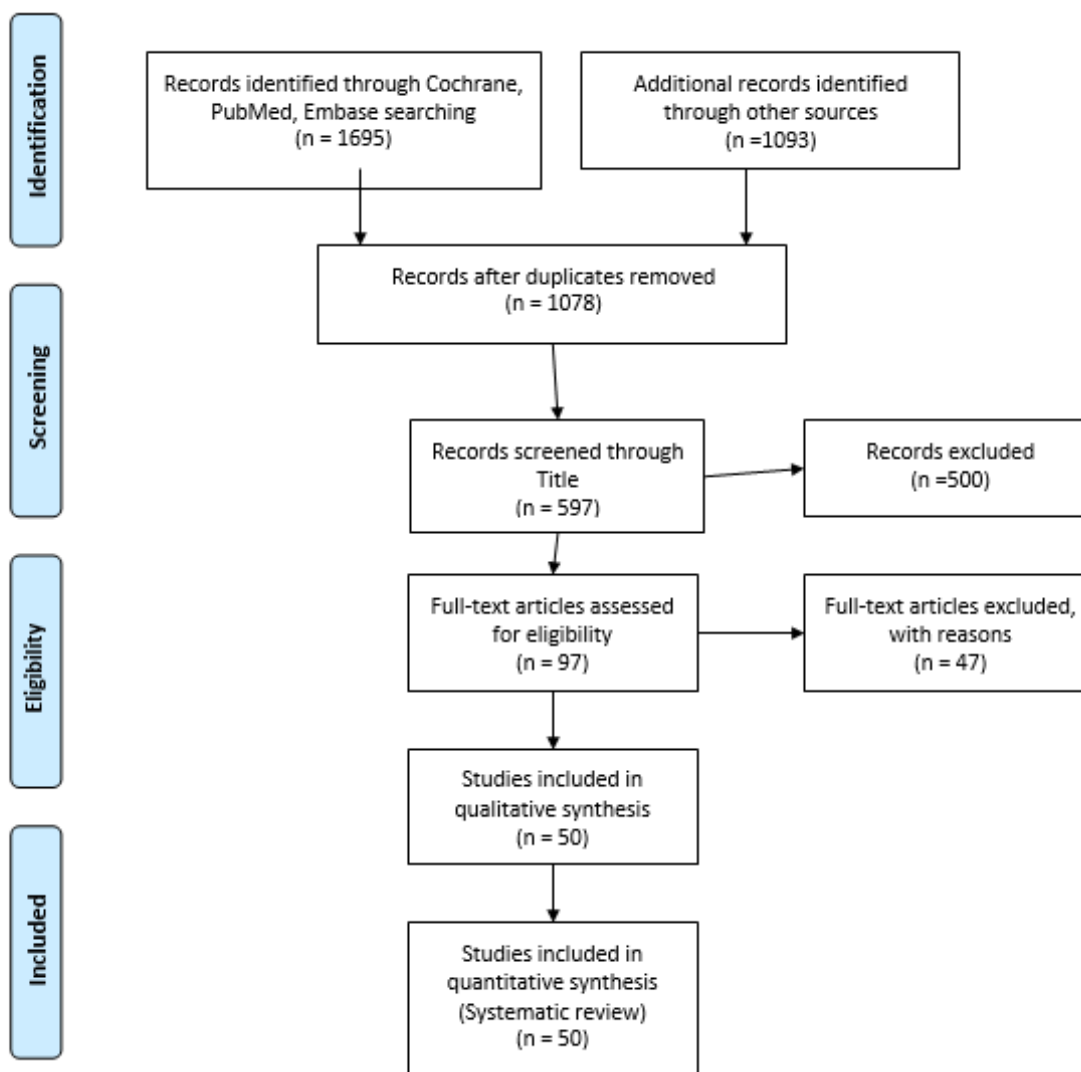 Identification
Records identified through Cochrane,
PubMed, Embase searching
(n = 1695)
Additional records identified
through other sources
(n =1093)
Records after duplicates removed
(n = 1078)
Screening
Records screened through
Title
(n = 597)
Records excluded
(n =500)
Eligibility
Full-text articles assessed
for eligibility
(n = 97)
Full-text articles excluded,
with reasons
(n = 47)
Studies included in
qualitative synthesis
(n = 50)
Included
Studies included in
quantitative synthesis
(Systematic review)
(n = 50)